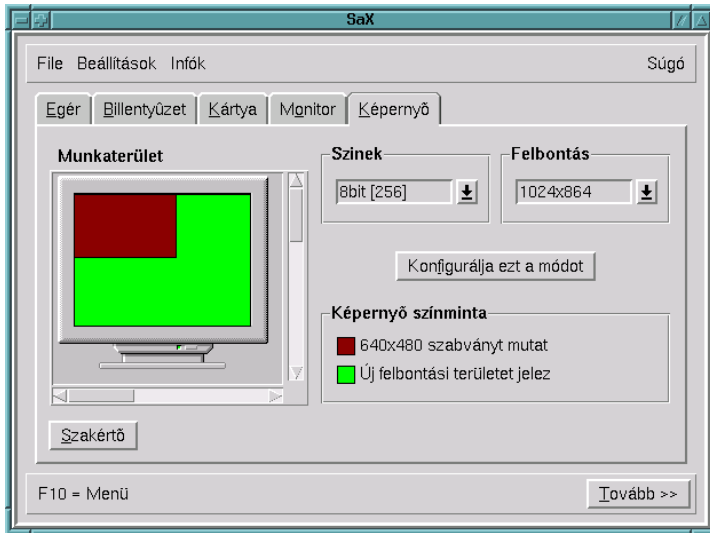 SaX
File Beállítások Infók Súgó
Egér Billentyûzet Kártya Monitor Képernyõ
Munkaterület
Szinek
8bit [256]
Felbontás
1024x864
Konfigurálja ezt a módot
Képernyõ színminta
640x480 szabványt mutat
Új felbontási területet jelez
Szakértõ
F10 = Menü
Tovább >>